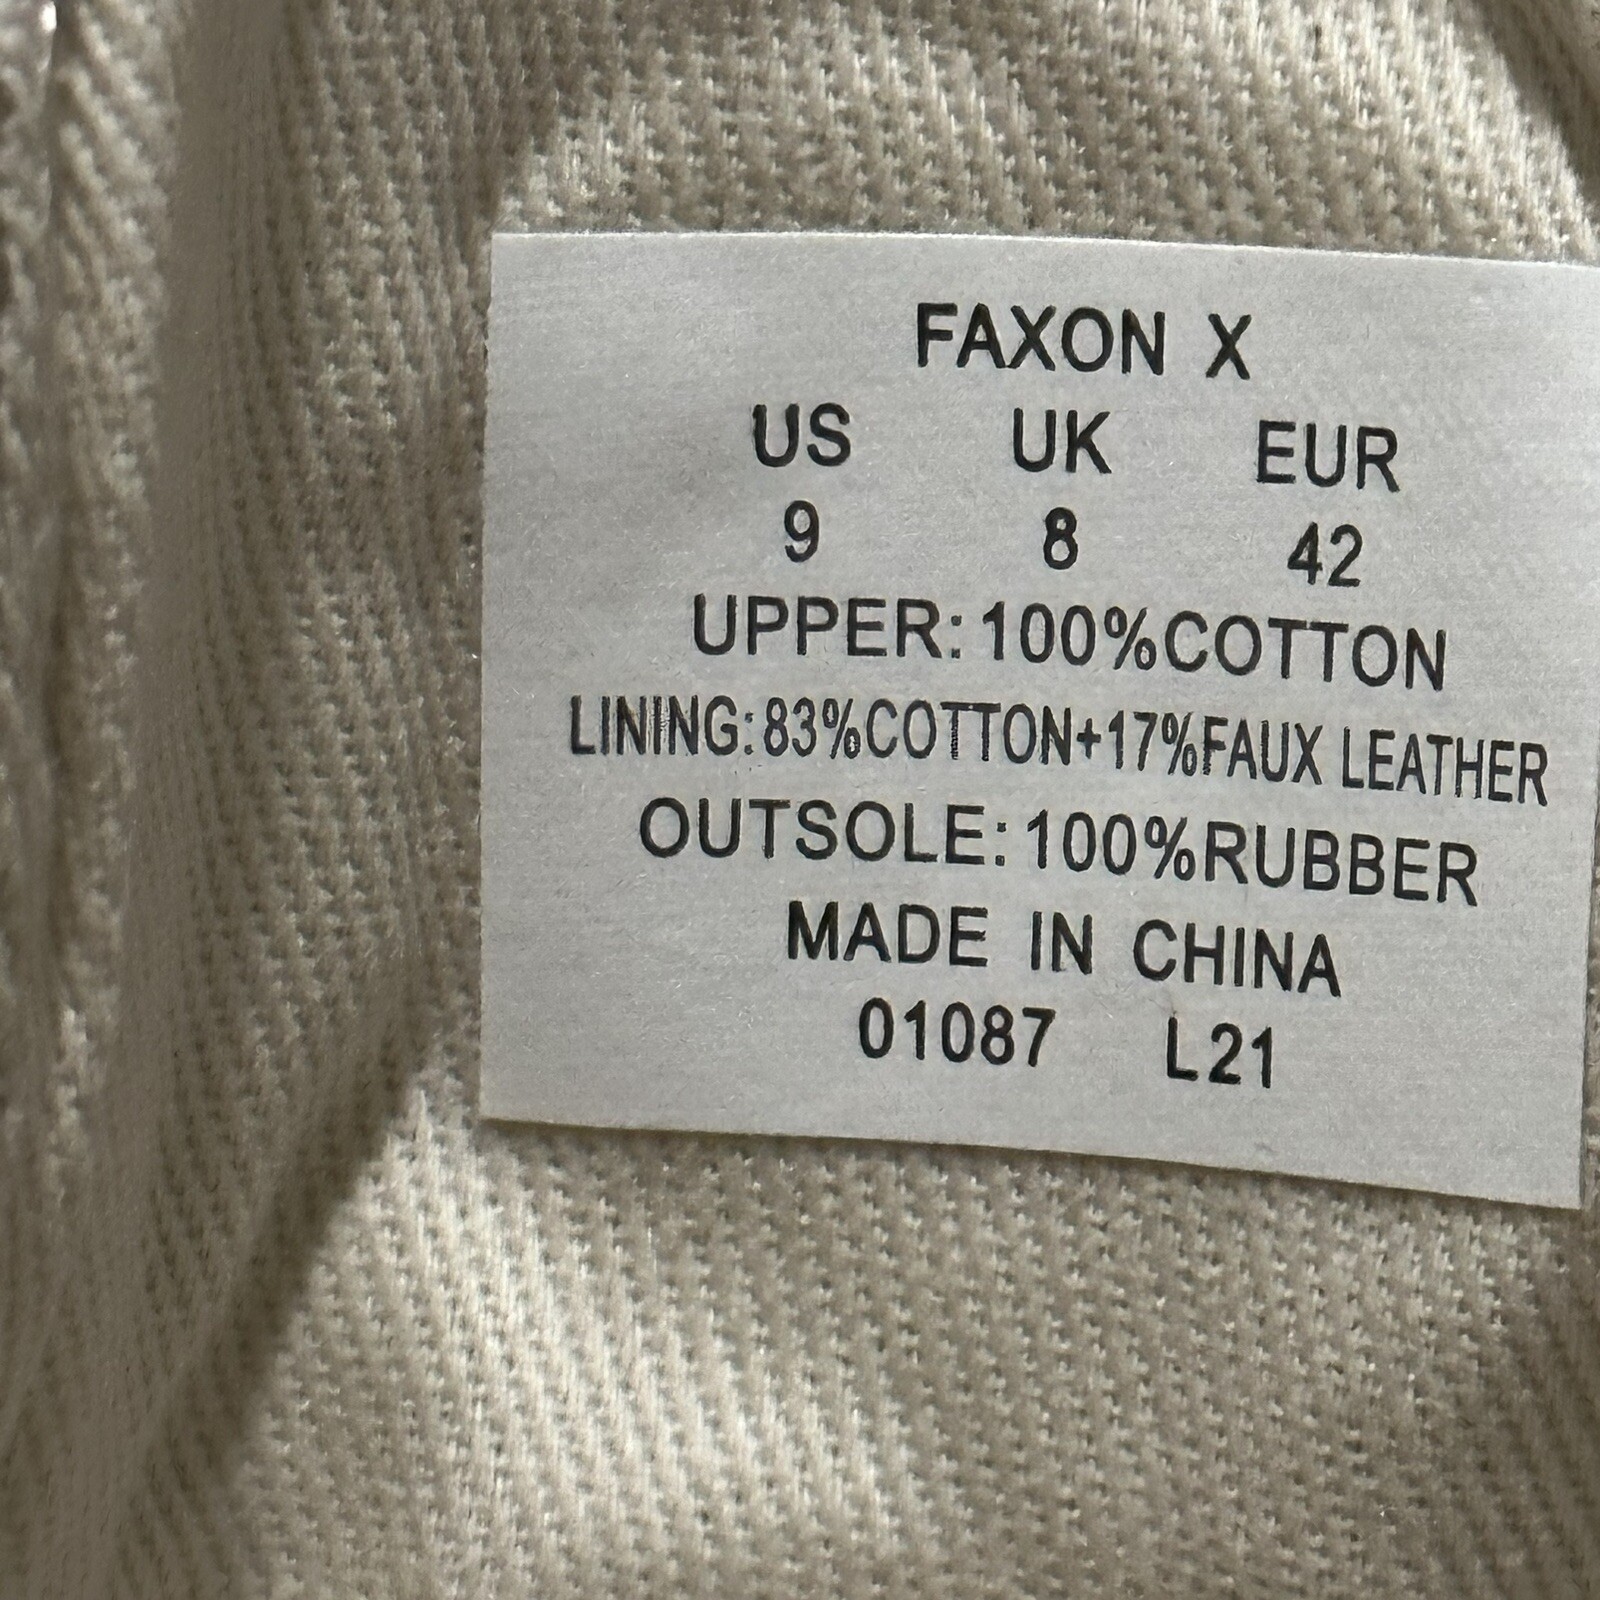 FAXON X
US UK EUR
9 8 42
UPPER:100%COTTON
LINING:83%COTTON+17%FAUX LEATHER
OUTSOLE:100%RUBBER
MADE IN CHINA
01087 L21